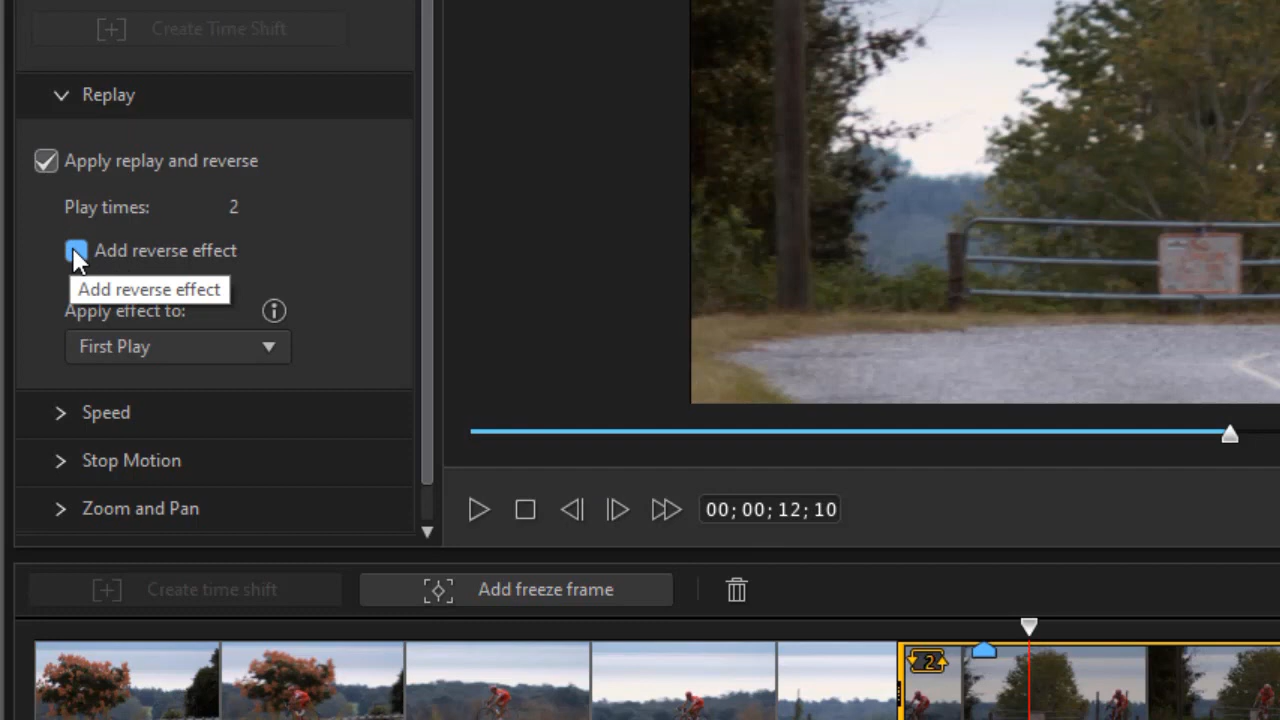 Create Time Shift
Replay
Apply replay and reverse
Play times: 2
Add reverse effect
Add reverse effect
Apply effect to:
First Play
Speed
Stop Motion
Zoom and Pan
00; 00; 12; 10
Create time shift
Add freeze frame
2